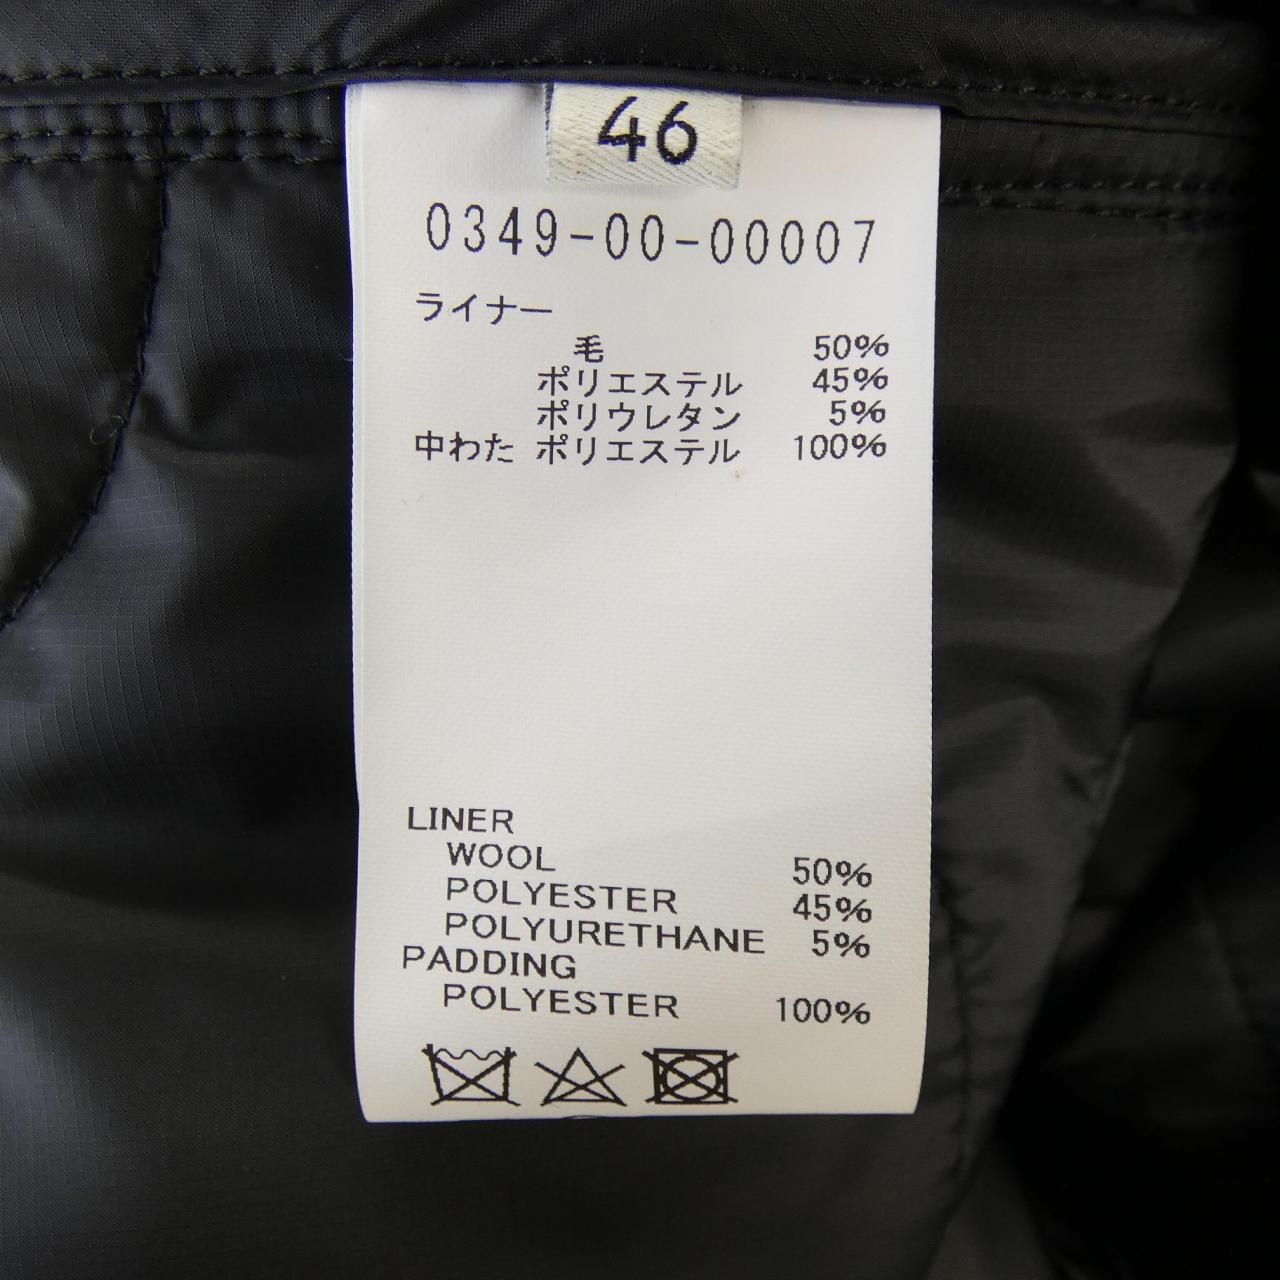 46
0349-00-00007
ライナー
毛 50%
ポリエステル 45%
ポリウレタン 5%
中わた ポリエステル 100%
LINER
WOOL 50%
POLYESTER 45%
POLYURETHANE 5%
PADDING
POLYESTER 100%